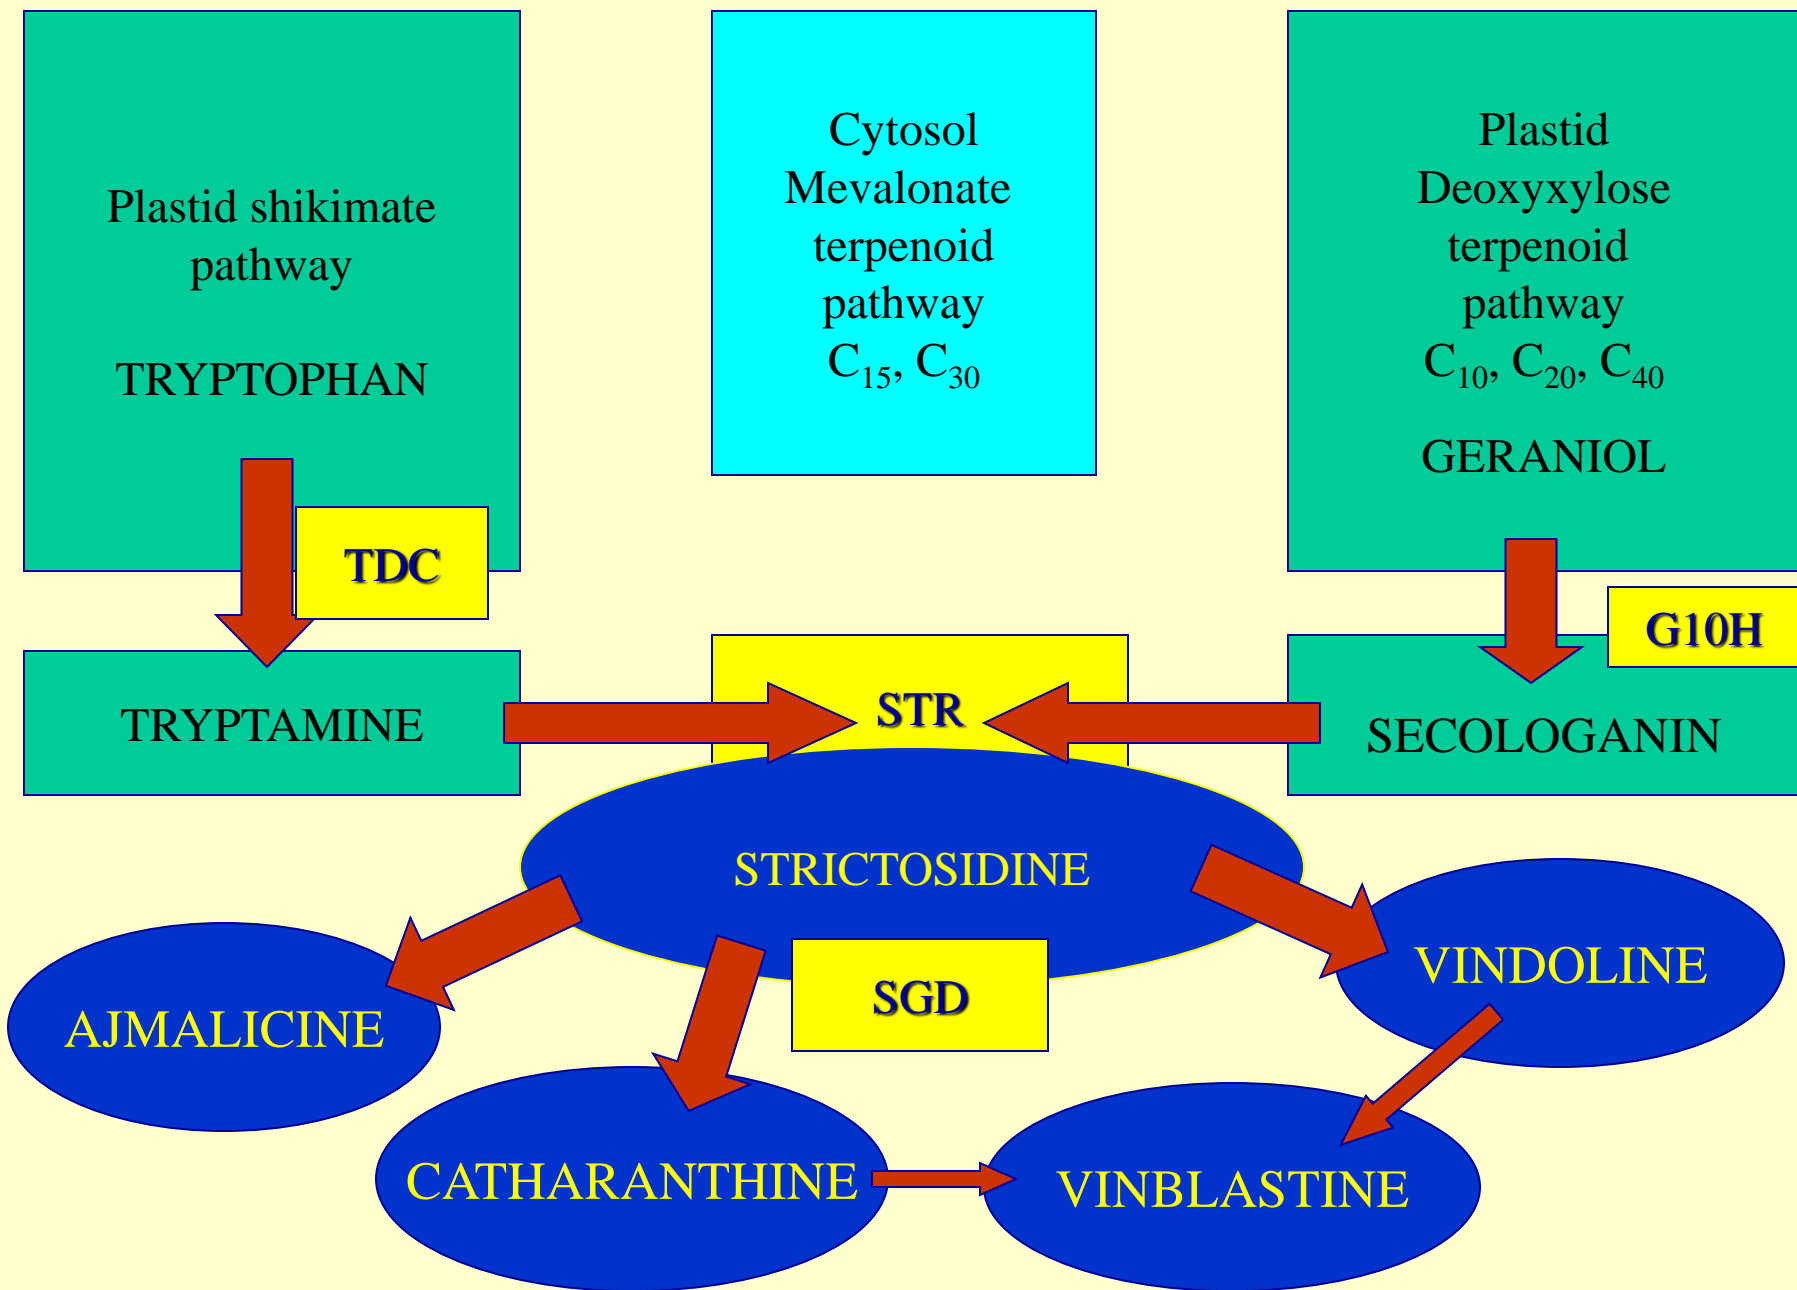 Plastid shikimate
pathway
TRYPTOPHAN
TDC
TRYPTAMINE
Cytosol
Mevalonate
terpenoid
pathway
C₁₅, C₃₀
Plastid
Deoxyxylose
terpenoid
pathway
C₁₀, C₂₀, C₄₀
GERANIOL
G10H
SECOLOGANIN
STR
STRICTOSIDINE
SGD
AJMALICINE
CATHARANTHINE
VINBLASTINE
VINDOLINE